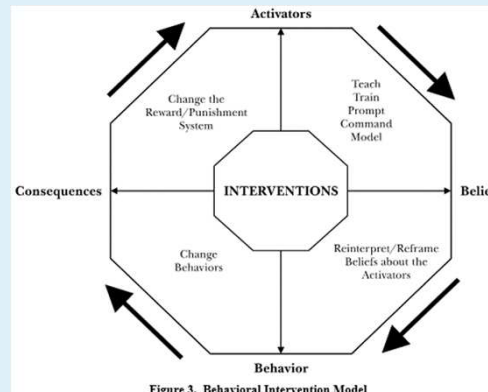 Activators
Change the
Reward/Punishment
System
Teach
Train
Prompt
Command
Model
Consequences
INTERVENTIONS
Change
Behaviors
Reinterpret/Reframe
Beliefs about the
Activators
Behavior
Figure 3. Behavioral Intervention Model